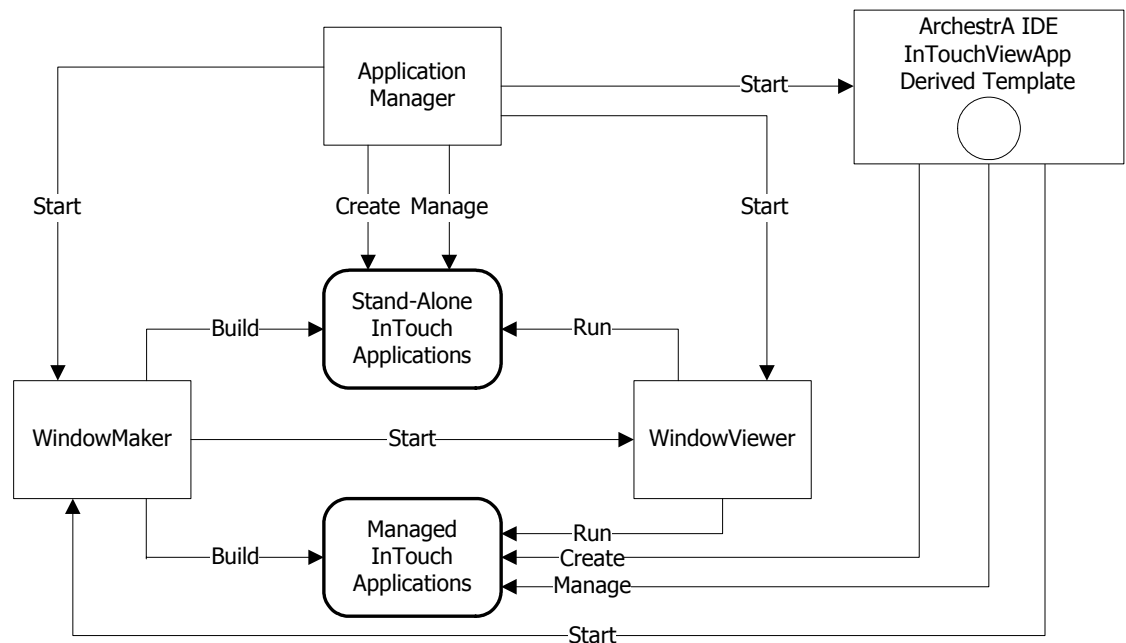 ArchestrA IDE
InTouchViewApp
Derived Template
Application
Manager
Start
Start
Create
Manage
Start
Stand-Alone
InTouch
Applications
Build
Run
WindowMaker
Start
WindowViewer
Managed
InTouch
Applications
Build
Run
Create
Manage
Start